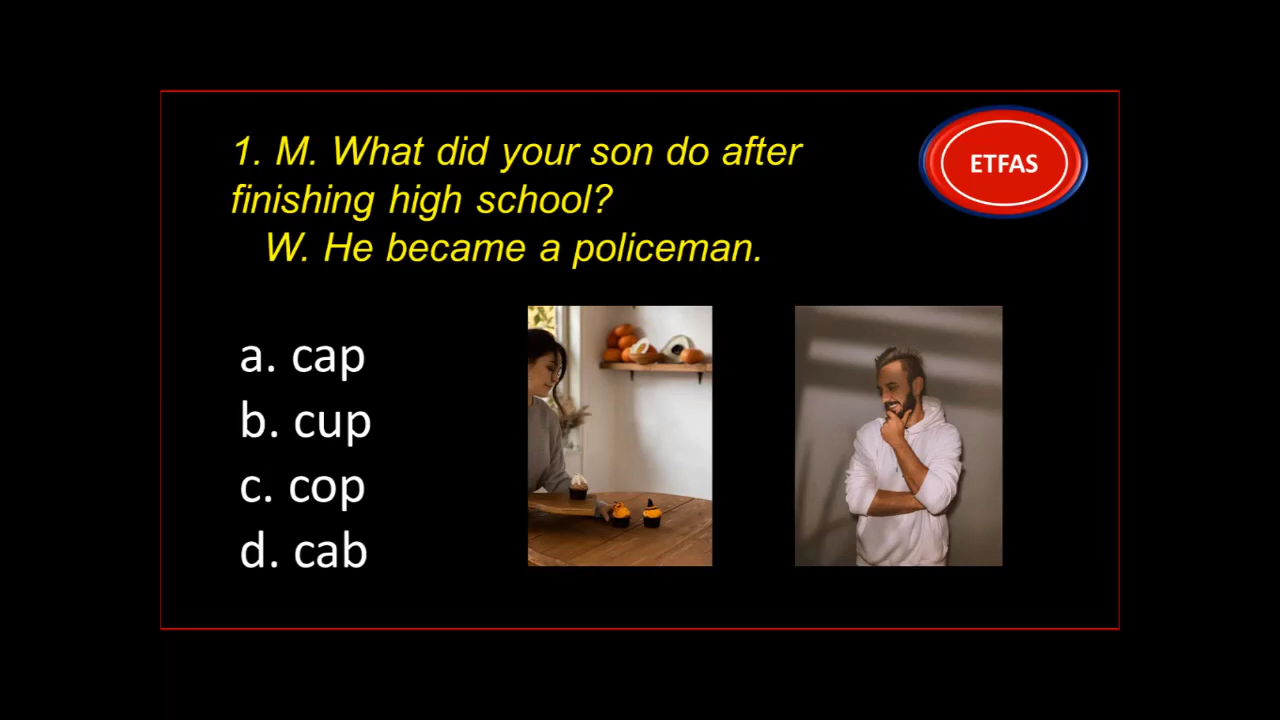 1. M. What did your son do after
finishing high school?
W. He became a policeman.
ETFAS
a. cap
b. cup
c. cop
d. cab